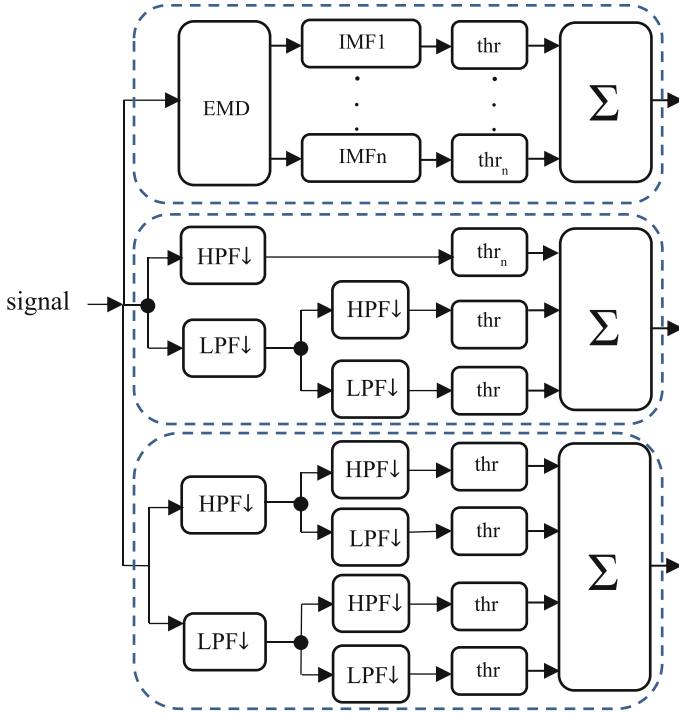 IMF1
thr
EMD
Σ
IMFn
thrn
HPF↓
thrn
signal
HPF↓
thr
Σ
LPF↓
LPF↓
thr
HPF↓
thr
HPF↓
LPF↓
thr
Σ
HPF↓
thr
LPF↓
LPF↓
thr